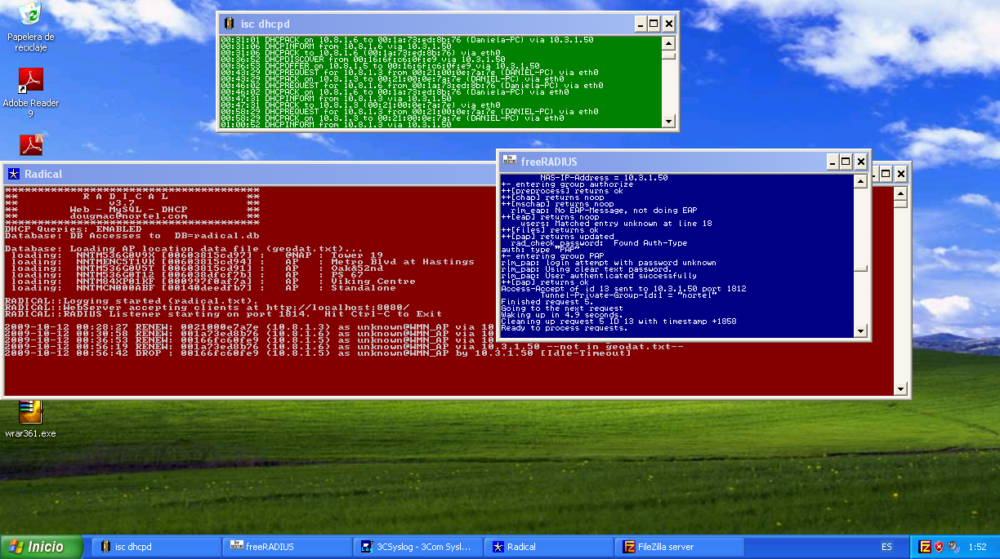 Papelera de
reciclaje
Adobe Reader
9
wrar361.exe
isc dhcpd
00:31:01 DHCPACK on 10.8.1.6 to 00:1a:73:ed:8b:76 (Daniela-PC) via 10.3.1.50
00:31:06 DHCPINFORM from 10.8.1.6 via 10.3.1.50
00:31:06 DHCPACK to 10.8.1.6 (00:1a:73:ed:8b:76) via eth0
00:36:52 DHCPDISCOVER from 00:16:6f:c6:0f:e9 via 10.3.1.50
00:36:53 DHCPOFFER on 10.8.1.5 to 00:16:6f:c6:0f:e9 via 10.3.1.50
00:43:29 DHCPREQUEST for 10.8.1.3 from 00:21:00:0e:7a:7e (DANIEL-PC) via eth0
00:43:29 DHCPACK on 10.8.1.3 to 00:21:00:0e:7a:7e (DANIEL-PC) via eth0
00:46:02 DHCPREQUEST for 10.8.1.6 from 00:1a:73:ed:8b:76 (Daniela-PC) via eth0
00:46:02 DHCPACK on 10.8.1.6 to 00:1a:73:ed:8b:76 (Daniela-PC) via eth0
00:47:31 DHCPINFORM from 10.8.1.3 via 10.3.1.50
00:47:31 DHCPACK to 10.8.1.3 (00:21:00:0e:7a:7e) via eth0
00:58:29 DHCPREQUEST for 10.8.1.3 from 00:21:00:0e:7a:7e (DANIEL-PC) via eth0
00:58:29 DHCPACK on 10.8.1.3 to 00:21:00:0e:7a:7e (DANIEL-PC) via eth0
01:00:52 DHCPINFORM from 10.8.1.3 via 10.3.1.50
freeRADIUS
NAS-IP-Address = 10.3.1.50
+- entering group authorize
++[preprocess] returns ok
++[chap] returns noop
++[mschap] returns noop
rlm_eap: No EAP-Message, not doing EAP
++[eap] returns noop
users: Matched entry unknown at line 18
++[files] returns ok
++[pap] returns updated
rad_check_password:  Found Auth-Type
auth: type "PAP"
+- entering group PAP
rlm_pap: login attempt with password unknown
rlm_pap: Using clear text password.
rlm_pap: User authenticated successfully
++[pap] returns ok
Access-Accept of id 13 sent to 10.3.1.50 port 1812
Tunnel-Private-Group-Id:1 = "nortel"
Finished request 5.
Going to the next request
Waking up in 4.9 seconds.
Cleaning up request 5 ID 13 with timestamp +1858
Ready to process requests.
Radical
***************************************
** R A D I C A L **
** v3.7 **
** Web - MySQL - DHCP **
** dougmac@nortel.com **
***************************************
DHCP Queries: ENABLED
Database: DB Accesses to  DB=radical.db
Database: Loading AP location data file (geodat.txt)...
loading:  NNTM536G0V9X [00603815cd97] :   @NAP : Tower 19
loading:  NNTMENC5T1VK [00603815cd94] :   AP   : Metro Blvd at Hastings
loading:  NNTM536G0V5T [00603815cd91] :   AP   : Oak&52nd
loading:  NNTM536G0TI2 [006038dfcf7b] :   AP   : PS 67
loading:  NNTM84XP01KF [000997f0af7a] :   AP   : Viking Centre
loading:  NNTMCN000ABF [00140deedfb7] :   AP   : Standalone
RADICAL::Logging started (radical.txt).
RADICAL::WebServer accepting clients at http://localhost:8080/
RADICAL::RADIUS Listener starting on port 1814.  Hit Ctrl-C to Exit
2009-10-12 00:28:27 RENEW: 0021000e7a7e (10.8.1.3) as unknown@WMN_AP via 10
2009-10-12 00:30:58 RENEW: 001a73ed8b76 (10.8.1.6) as unknown@WMN_AP via 10
2009-10-12 00:36:53 RENEW: 00166fc60fe9 (10.8.1.5) as unknown@WMN_AP via 10
2009-10-12 00:56:19 RENEW: 001a73ed8b76 (10.8.1.6) as unknown@WMN_AP via 10.3.1.50 --not in geodat.txt--
2009-10-12 00:56:42 DROP : 00166fc60fe9 (10.8.1.5) as unknown@WMN_AP by 10.3.1.50 [Idle-Timeout]
Inicio
isc dhcpd
freeRADIUS
3CSyslog - 3Com Sysl...
Radical
FileZilla server
ES
1:52